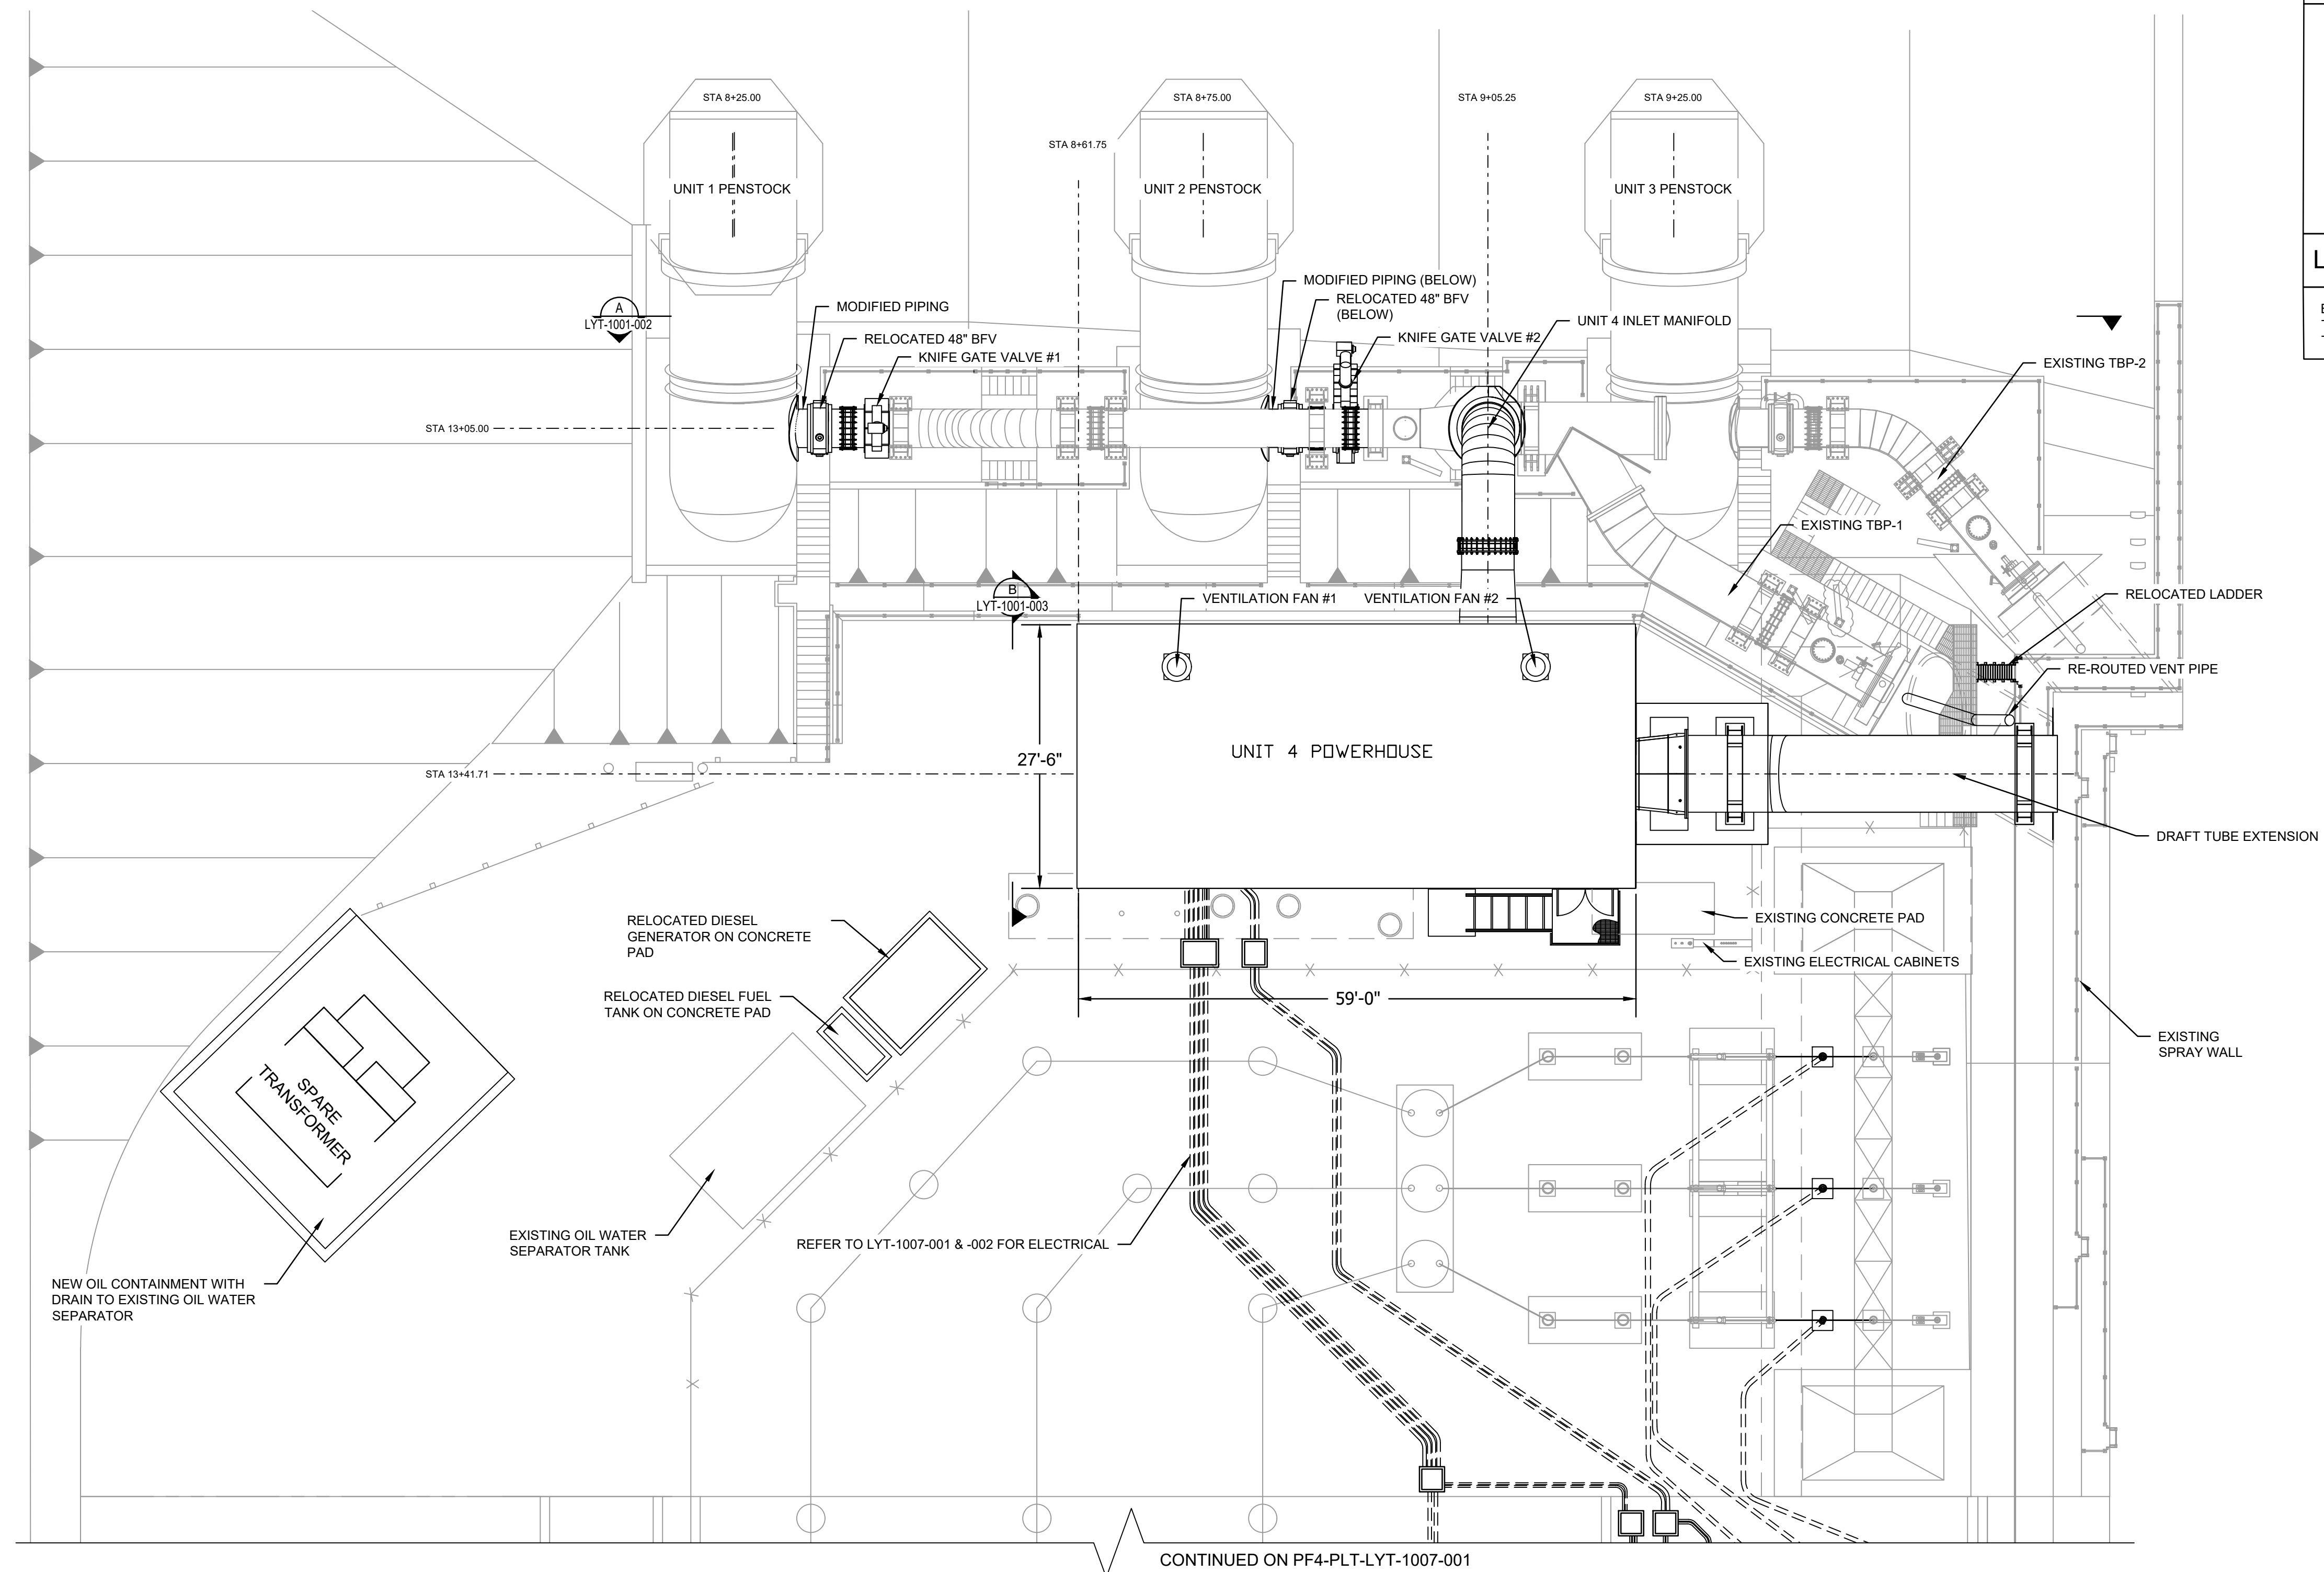 STA 8+25.00
STA 8+75.00
STA 9+05.25
STA 9+25.00
STA 8+61.75
UNIT 1 PENSTOCK
UNIT 2 PENSTOCK
UNIT 3 PENSTOCK
A
LYT-1001-002
MODIFIED PIPING
RELOCATED 48" BFV
KNIFE GATE VALVE #1
MODIFIED PIPING (BELOW)
RELOCATED 48" BFV
(BELOW)
KNIFE GATE VALVE #2
UNIT 4 INLET MANIFOLD
EXISTING TBP-2
STA 13+05.00
EXISTING TBP-1
B
LYT-1001-003
VENTILATION FAN #1
VENTILATION FAN #2
RELOCATED LADDER
RE-ROUTED VENT PIPE
UNIT 4 POWERHOUSE
27'-6"
STA 13+41.71
DRAFT TUBE EXTENSION
RELOCATED DIESEL
GENERATOR ON CONCRETE
PAD
EXISTING CONCRETE PAD
EXISTING ELECTRICAL CABINETS
RELOCATED DIESEL FUEL
TANK ON CONCRETE PAD
59'-0"
EXISTING
SPRAY WALL
SPARE
TRANSFORMER
EXISTING OIL WATER
SEPARATOR TANK
REFER TO LYT-1007-001 & -002 FOR ELECTRICAL
NEW OIL CONTAINMENT WITH
DRAIN TO EXISTING OIL WATER
SEPARATOR
CONTINUED ON PF4-PLT-LYT-1007-001